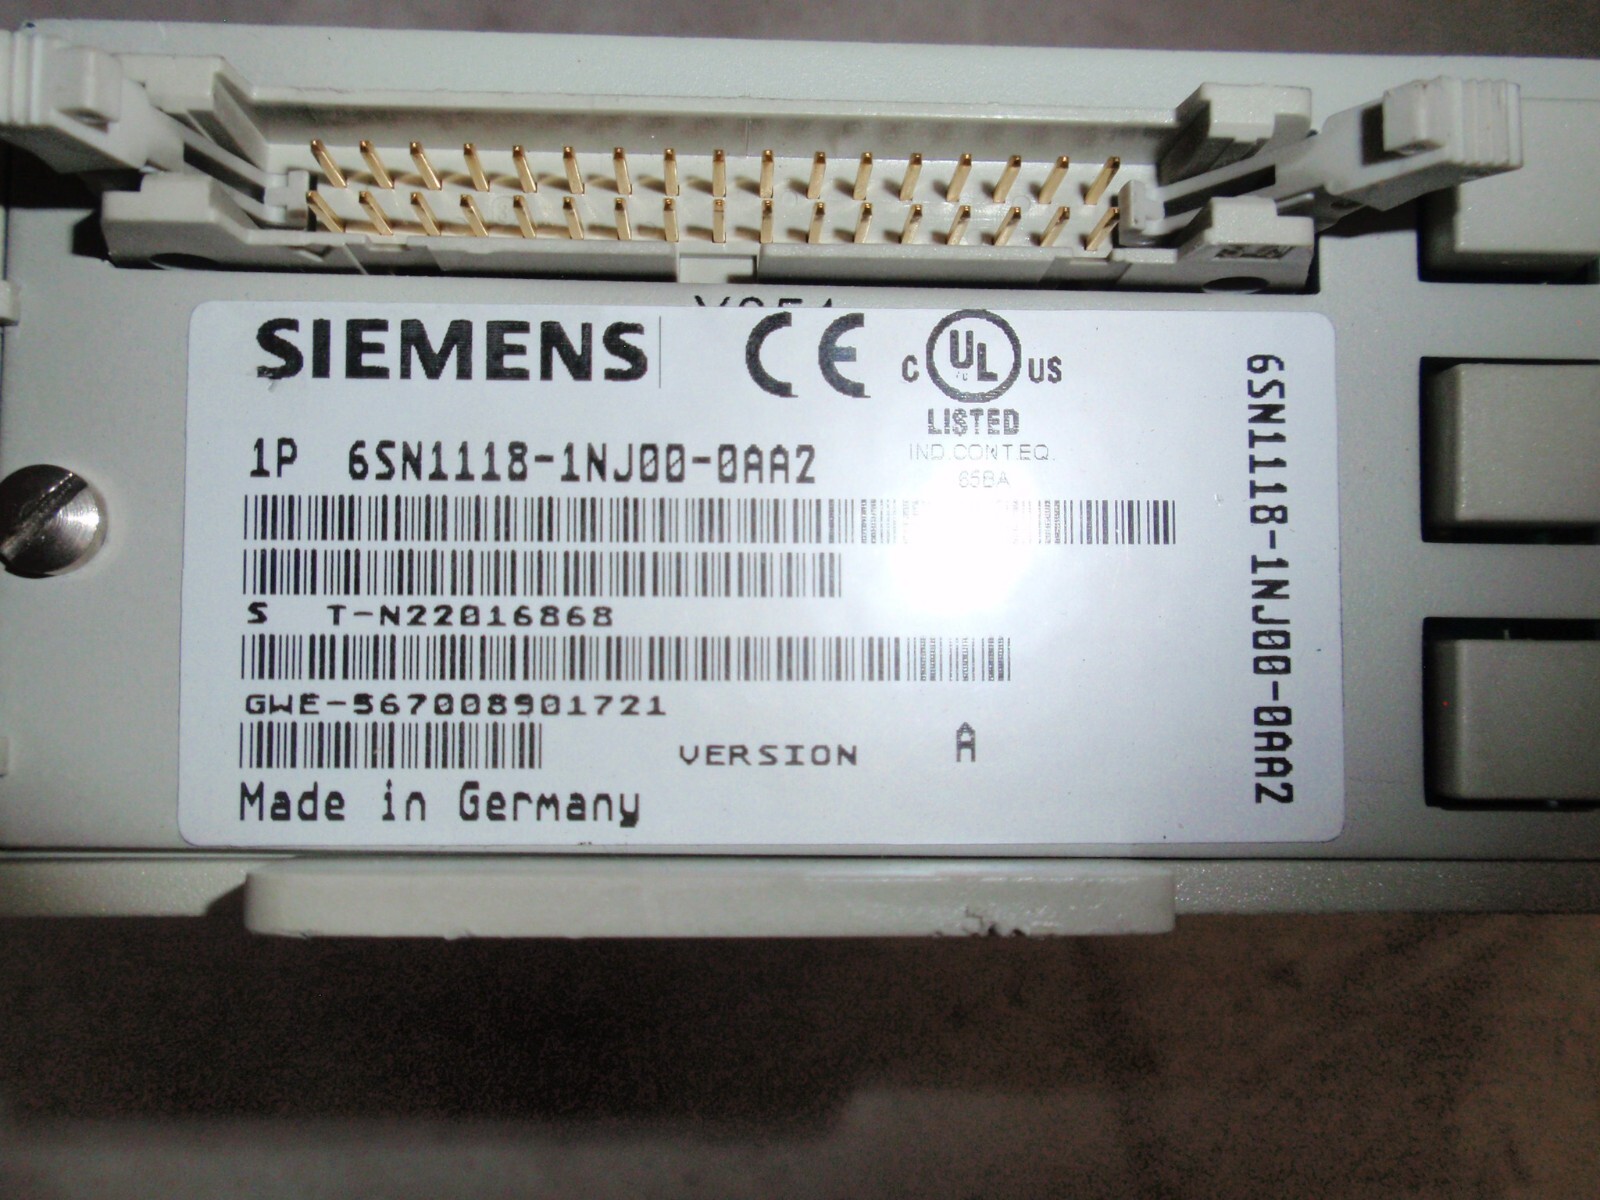 SIEMENS
CE
C UL US
LISTED
IND.CONT.EQ.
65BA
1P 6SN1118-1NJ00-0AA2
S T-N22016868
GWE-567008901721
VERSION A
Made in Germany
6SN1118-1NJ00-0AA2